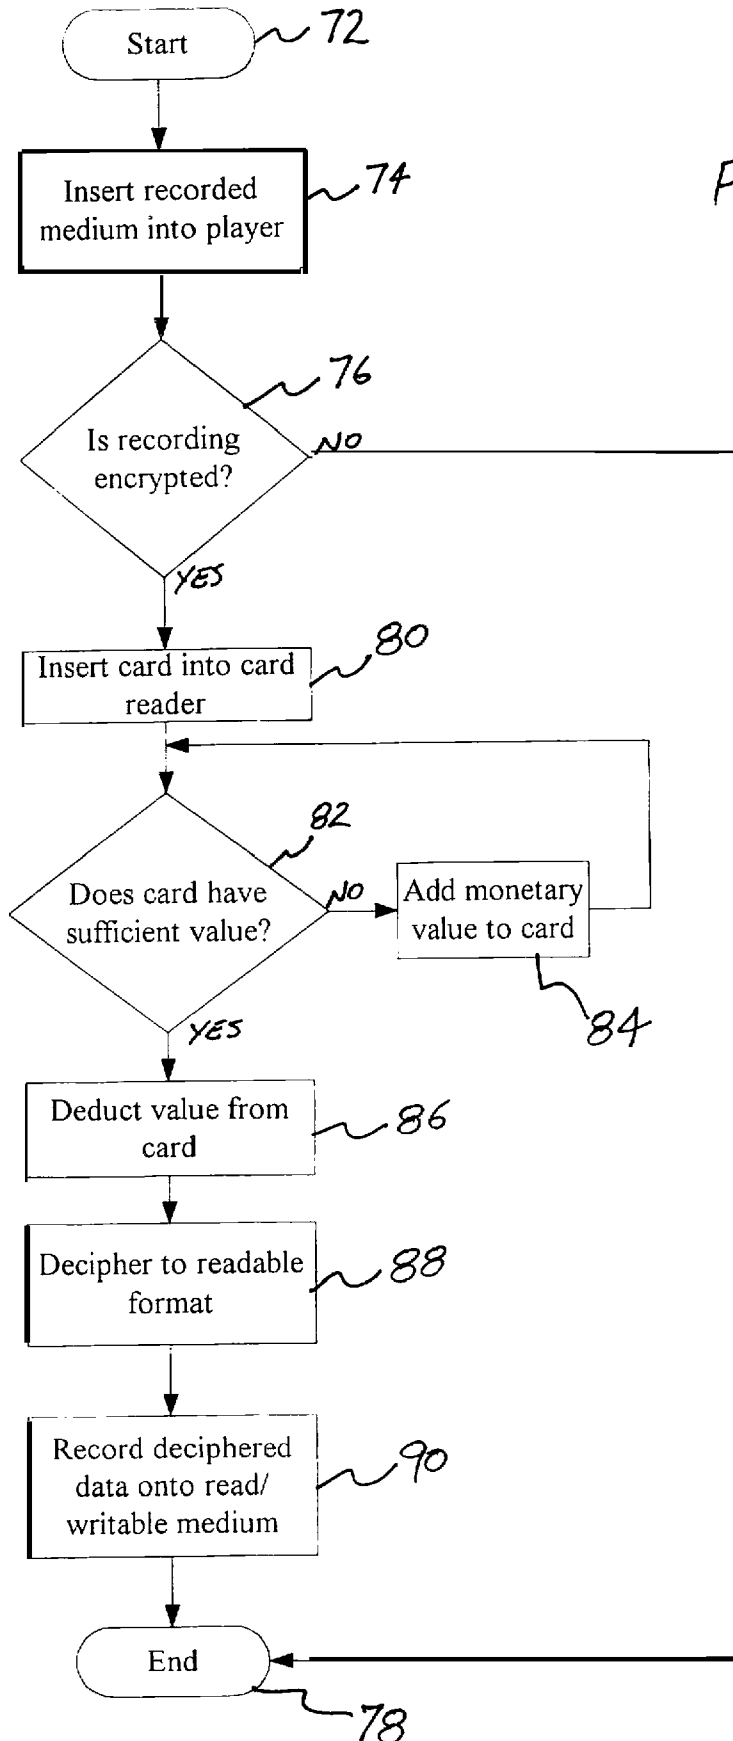 Start
72
Insert recorded
medium into player
74
76
Is recording
encrypted?
NO
YES
Insert card into card
reader
80
82
Does card have
sufficient value?
NO
Add monetary
value to card
84
YES
Deduct value from
card
86
Decipher to readable
format
88
Record deciphered
data onto read/
writable medium
90
End
78